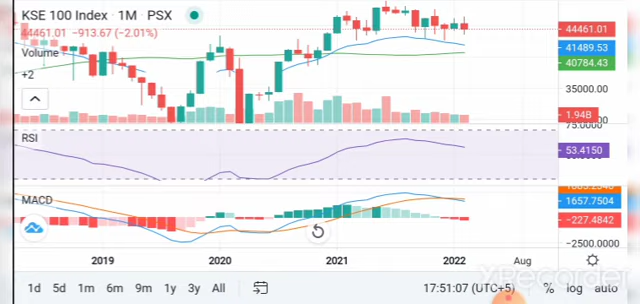 KSE 100 Index · 1M · PSX
44461.01 −913.67 (−2.01%)
Volume
+2
44461.01
41489.53
40784.43
35000.00
1.94B
75.0000
RSI
53.4150
MACD
1657.7504
−227.4842
−2500.0000
2019 2020 2021 2022 Aug
1d 5d 1m 6m 1y 3y All 17:51:07 (UTC+5) % log auto
XRecorder